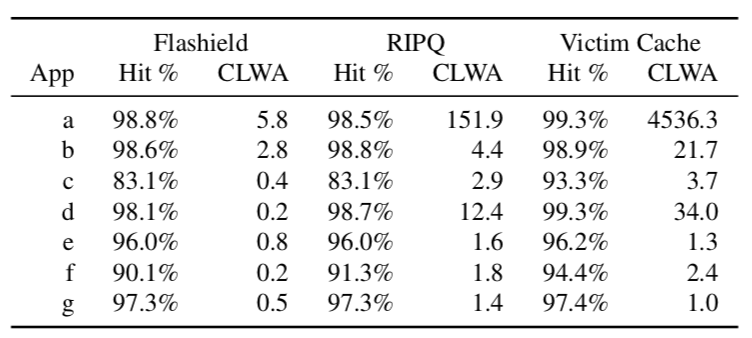 Flashield RIPQ Victim Cache
App Hit % CLWA Hit % CLWA Hit % CLWA
a 98.8% 5.8 98.5% 151.9 99.3% 4536.3
b 98.6% 2.8 98.8% 4.4 98.9% 21.7
c 83.1% 0.4 83.1% 2.9 93.3% 3.7
d 98.1% 0.2 98.7% 12.4 99.3% 34.0
e 96.0% 0.8 96.0% 1.6 96.2% 1.3
f 90.1% 0.2 91.3% 1.8 94.4% 2.4
g 97.3% 0.5 97.3% 1.4 97.4% 1.0